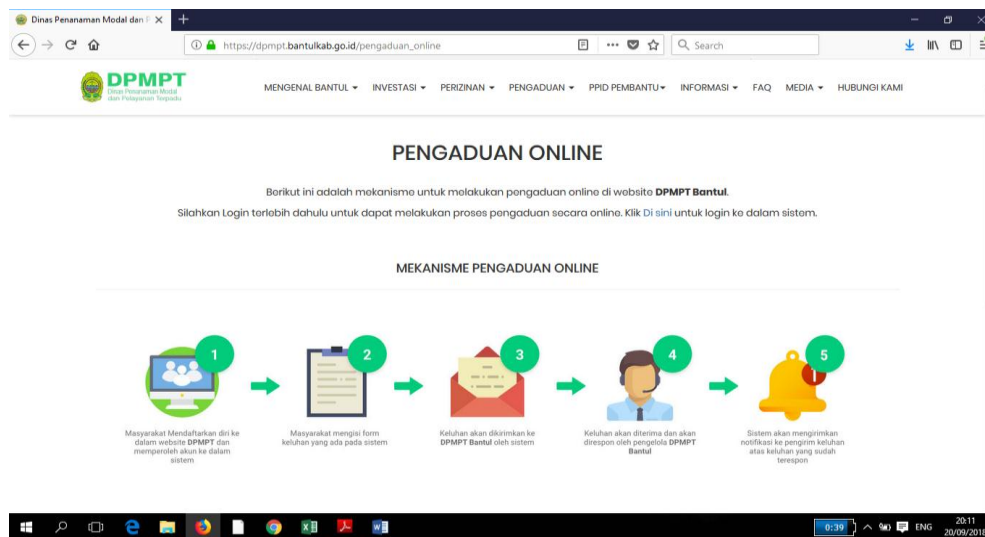 Dinas Penanaman Modal dan P
https://dpmpt.bantulkab.go.id/pengaduan_online
Search
DPMPT
Dinas Penanaman Modal
dan Pelayanan Terpadu
MENGENAL BANTUL
INVESTASI
PERIZINAN
PENGADUAN
PPID PEMBANTU
INFORMASI
FAQ
MEDIA
HUBUNGI KAMI
PENGADUAN ONLINE
Berikut ini adalah mekanisme untuk melakukan pengaduan online di website DPMPT Bantul.
Silahkan Login terlebih dahulu untuk dapat melakukan proses pengaduan secara online. Klik Di sini untuk login ke dalam sistem.
MEKANISME PENGADUAN ONLINE
1
Masyarakat Mendaftarkan diri ke
dalam website DPMPT dan
memperoleh akun ke dalam
sistem
2
Masyarakat mengisi form
keluhan yang ada pada sistem
3
Keluhan akan dikirimkan ke
DPMPT Bantul oleh sistem
4
Keluhan akan diterima dan akan
direspon oleh pengelola DPMPT
Bantul
5
Sistem akan mengirimkan
notifikasi ke pengirim keluhan
atas keluhan yang sudah
terespon
0:39
ENG
20:11
20/09/2018